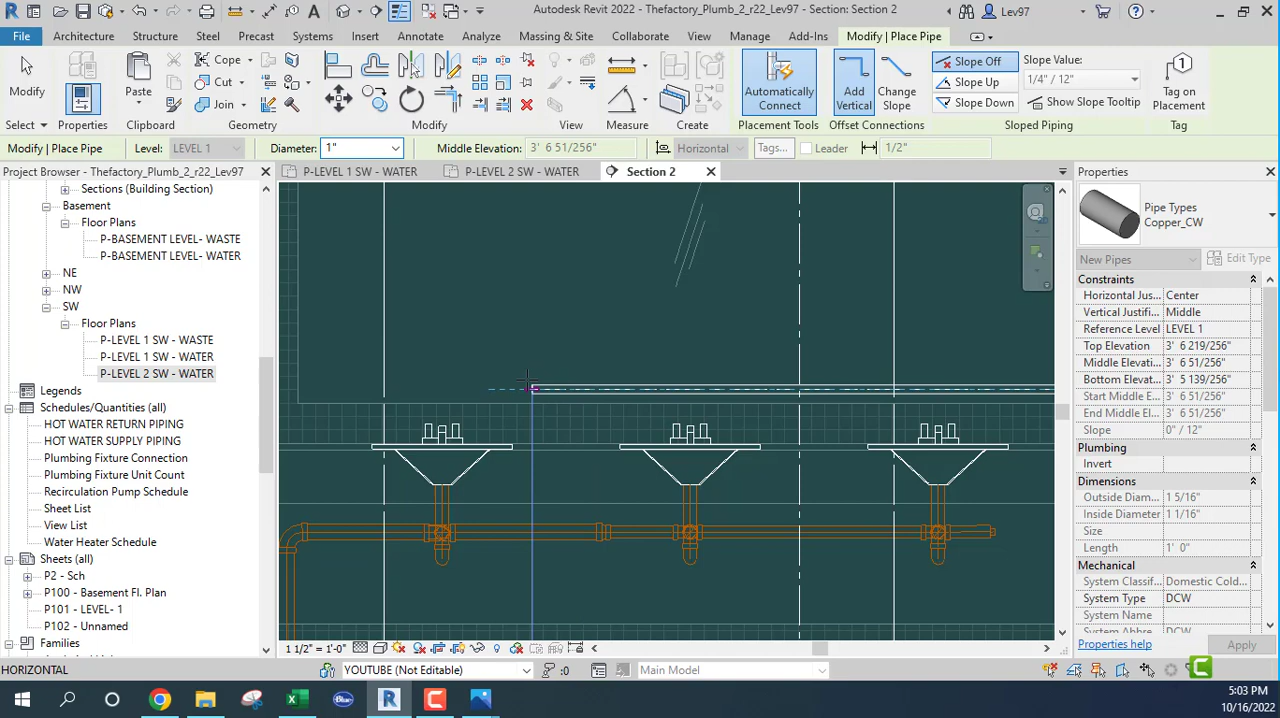 Autodesk Revit 2022 - Thefactory_Plumb_2_r22_Lev97 - Section: Section 2
Lev97
File Architecture Structure Steel Precast Systems Insert Annotate Analyze Massing & Site Collaborate View Manage Add-Ins Modify | Place Pipe
Modify
Paste
Cope
Cut
Join
Automatically
Connect
Add
Vertical
Change
Slope
Slope Off
Slope Up
Slope Down
Slope Value:
1/4" / 12"
Show Slope Tooltip
Tag on
Placement
Select Properties Clipboard Geometry Modify View Measure Create Placement Tools Offset Connections Sloped Piping Tag
Modify | Place Pipe Level: LEVEL 1 Diameter: 1" Middle Elevation: 3' 6 51/256" Horizontal Tags... Leader 1/2"
Project Browser - Thefactory_Plumb_2_r22_Lev97
Sections (Building Section)
Basement
Floor Plans
P-BASEMENT LEVEL- WASTE
P-BASEMENT LEVEL- WATER
NE
NW
SW
Floor Plans
P-LEVEL 1 SW - WASTE
P-LEVEL 1 SW - WATER
P-LEVEL 2 SW - WATER
Legends
Schedules/Quantities (all)
HOT WATER RETURN PIPING
HOT WATER SUPPLY PIPING
Plumbing Fixture Connection
Plumbing Fixture Unit Count
Recirculation Pump Schedule
Sheet List
View List
Water Heater Schedule
Sheets (all)
P2 - Sch
P100 - Basement Fl. Plan
P101 - LEVEL- 1
P102 - Unnamed
Families
P-LEVEL 1 SW - WATER P-LEVEL 2 SW - WATER Section 2
Properties
Pipe Types
Copper_CW
New Pipes Edit Type
Constraints
Horizontal Jus... Center
Vertical Justifi... Middle
Reference Level LEVEL 1
Top Elevation 3' 6 219/256"
Middle Elevati... 3' 6 51/256"
Bottom Elevati... 3' 5 139/256"
Start Middle E... 3' 6 51/256"
End Middle El... 3' 6 51/256"
Slope 0" / 12"
Plumbing
Invert
Dimensions
Outside Diam... 1 5/16"
Inside Diameter 1 1/16"
Size
Length 1' 0"
Mechanical
System Classif... Domestic Cold...
System Type DCW
System Name
System Abbre... DCW
Properties help Apply
1 1/2" = 1'-0"
HORIZONTAL YOUTUBE (Not Editable) :0 Main Model
Blue
5:03 PM
10/16/2022